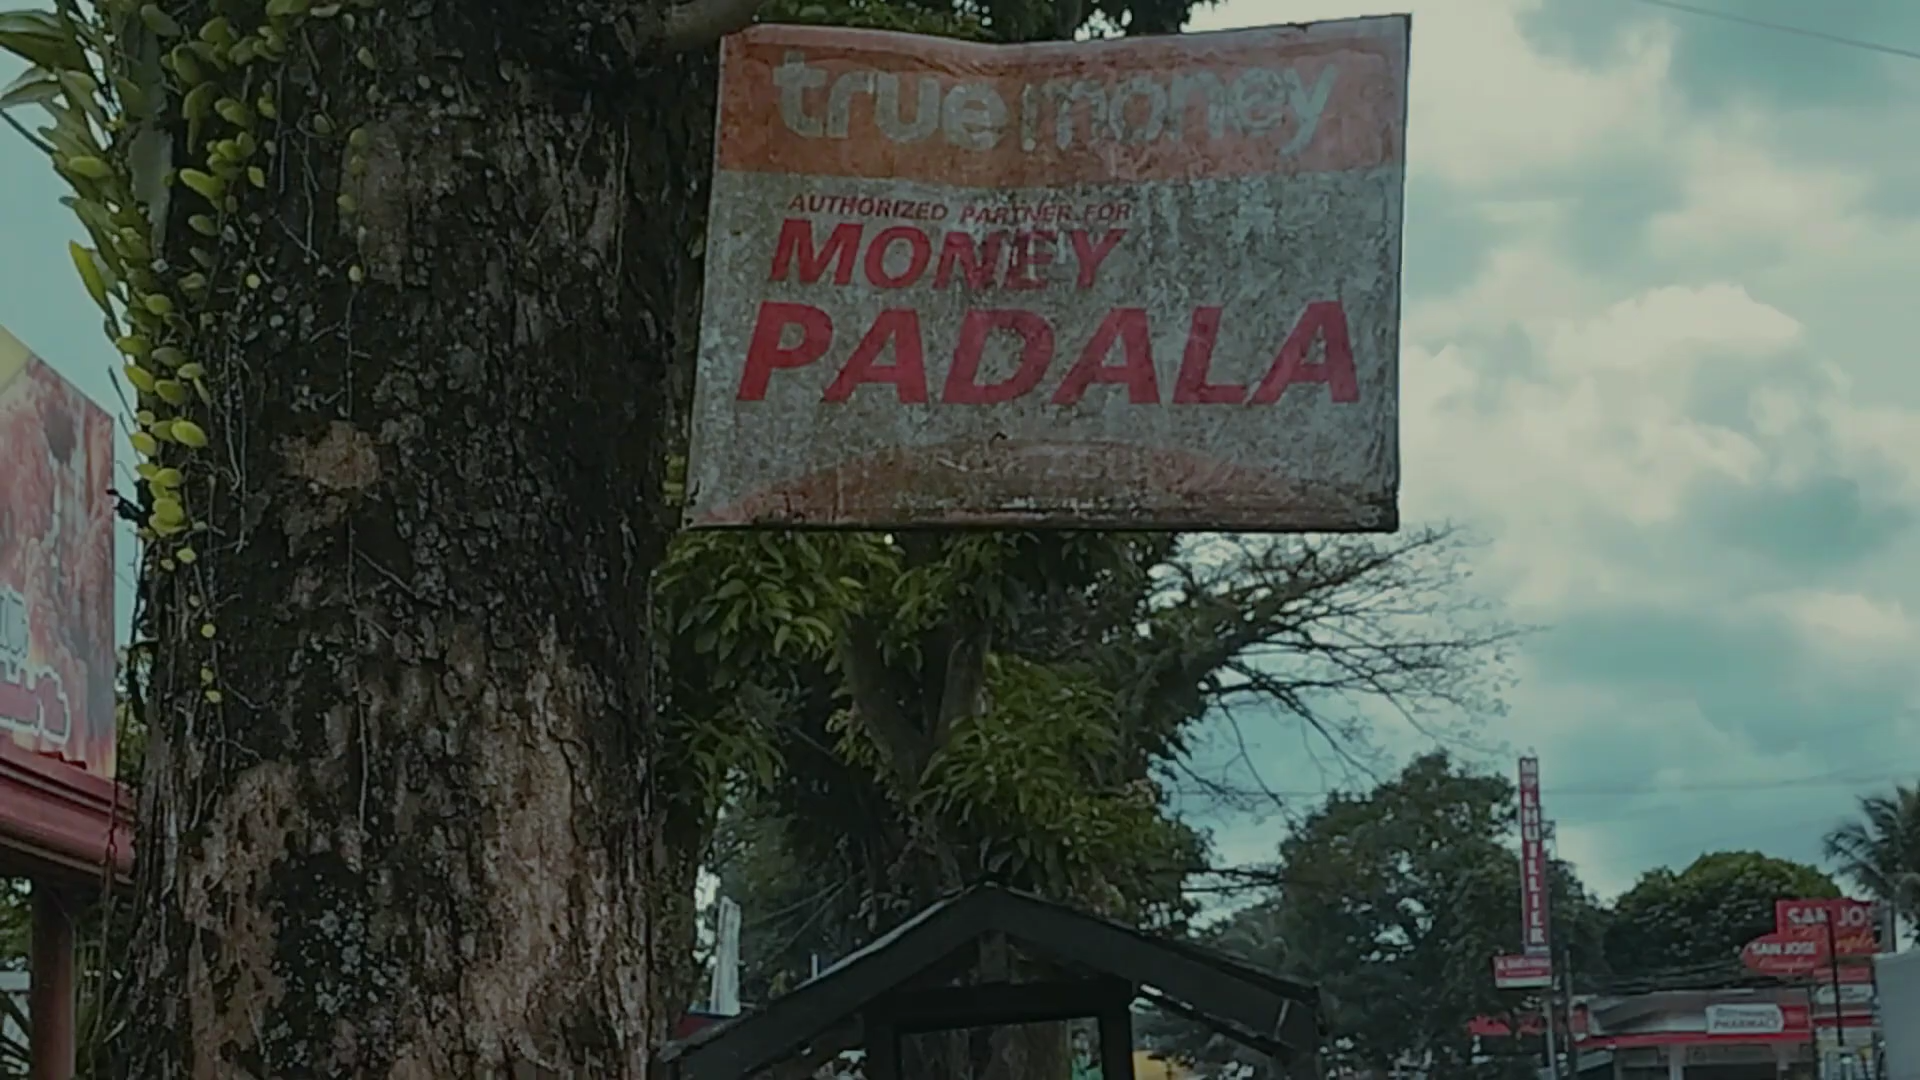 truemoney
AUTHORIZED PARTNER FOR
MONEY
PADALA
M LHUILLIER
SAN JOSE
PHARMACY